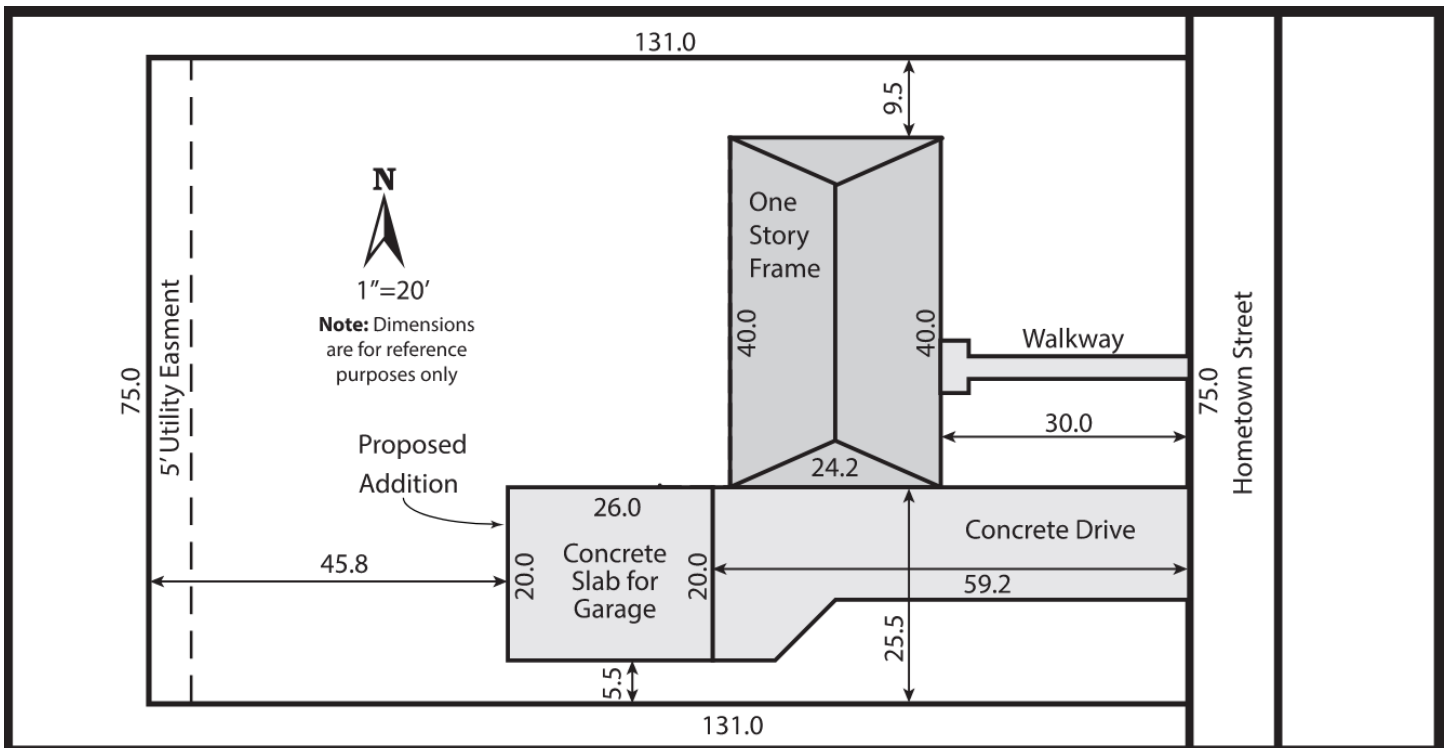 131.0
9.5
N
1”=20’
Note: Dimensions
are for reference
purposes only
One
Story
Frame
40.0
40.0
Walkway
30.0
75.0
Hometown Street
75.0
5’ Utility Easment
Proposed
Addition
24.2
26.0
Concrete Drive
Concrete
Slab for
Garage
20.0
20.0
45.8
59.2
25.5
5.5
131.0